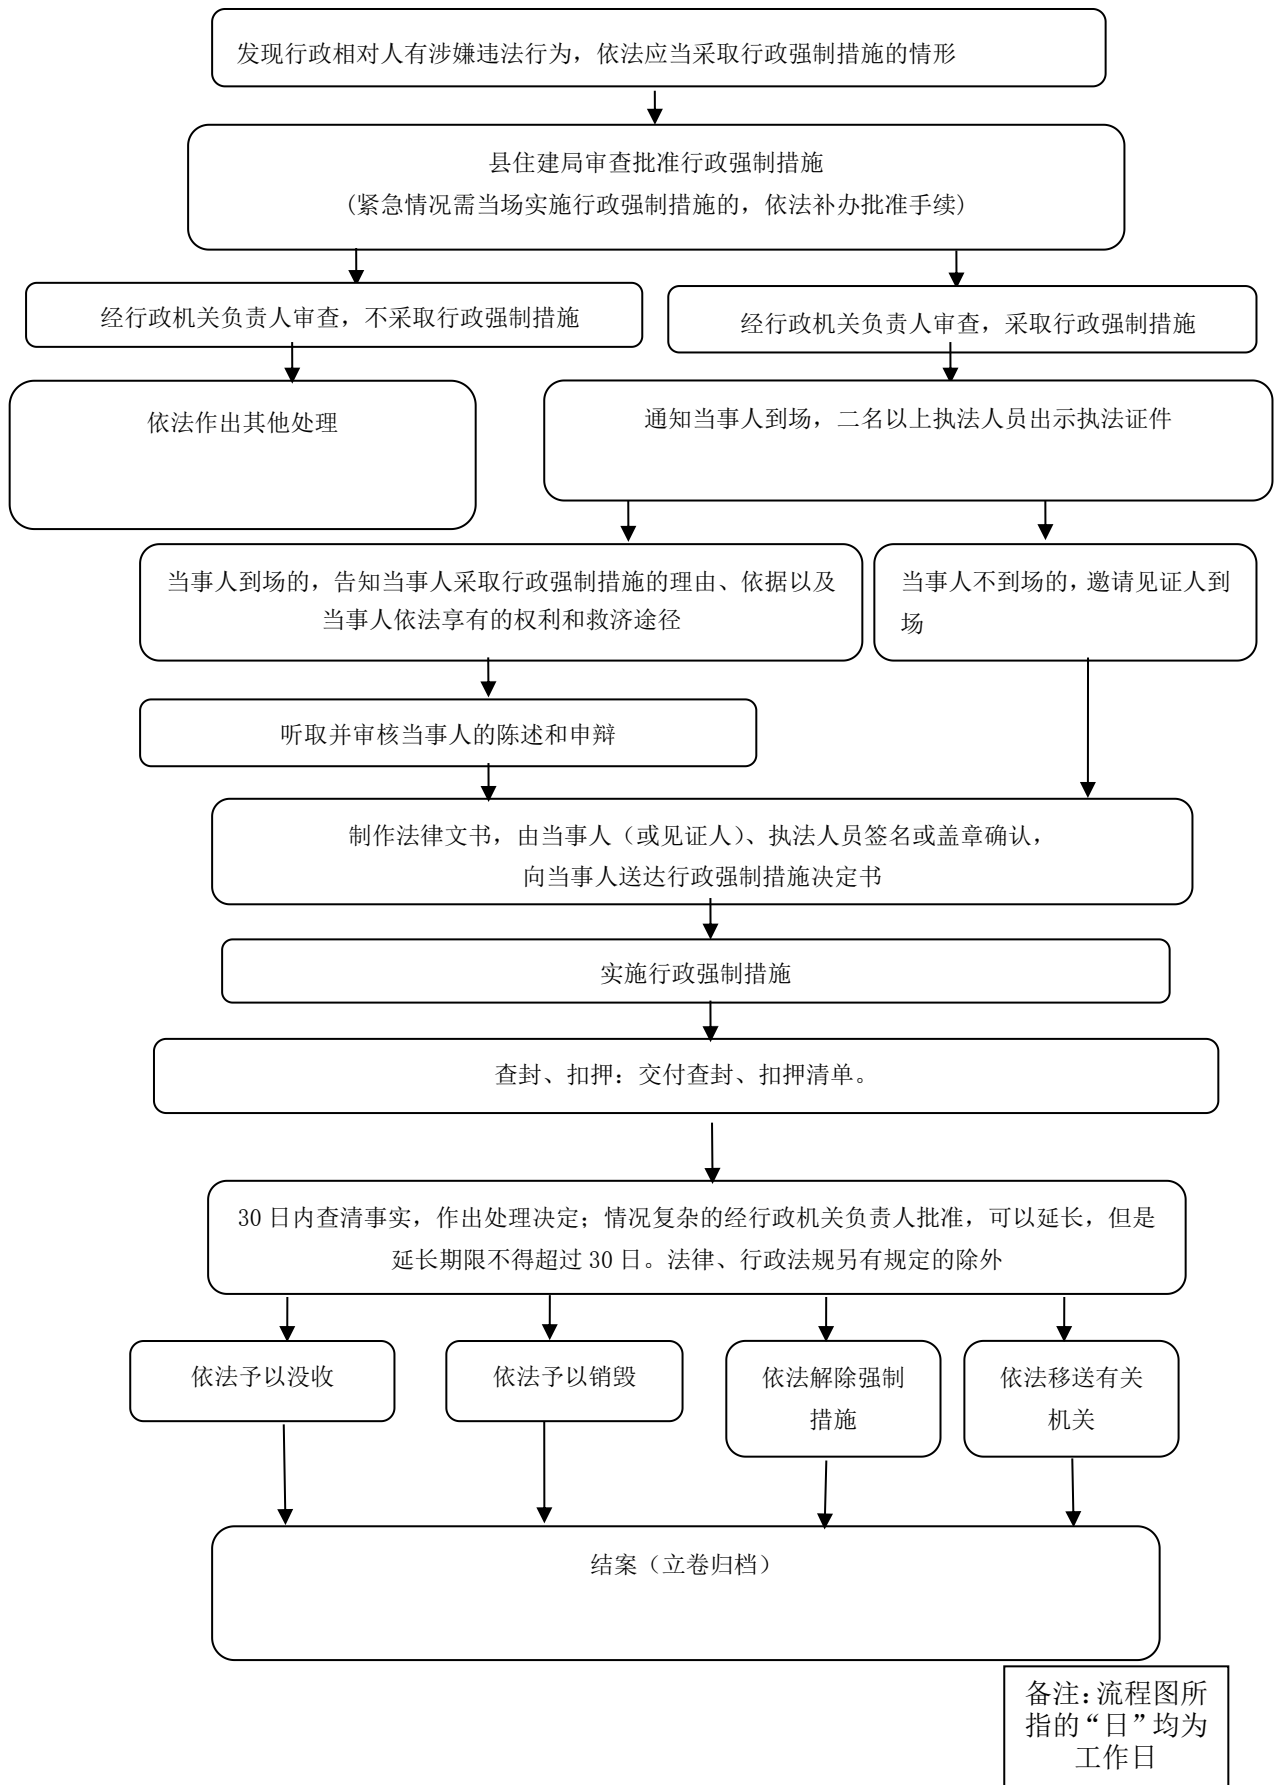 发现行政相对人有涉嫌违法行为，依法应当采取行政强制措施的情形
县住建局审查批准行政强制措施
(紧急情况需当场实施行政强制措施的，依法补办批准手续)
经行政机关负责人审查，不采取行政强制措施
经行政机关负责人审查，采取行政强制措施
依法作出其他处理
通知当事人到场，二名以上执法人员出示执法证件
当事人到场的，告知当事人采取行政强制措施的理由、依据以及
当事人依法享有的权利和救济途径
当事人不到场的，邀请见证人到
场
听取并审核当事人的陈述和申辩
制作法律文书，由当事人（或见证人）、执法人员签名或盖章确认，
向当事人送达行政强制措施决定书
实施行政强制措施
查封、扣押：交付查封、扣押清单。
30 日内查清事实，作出处理决定；情况复杂的经行政机关负责人批准，可以延长，但是
延长期限不得超过 30 日。法律、行政法规另有规定的除外
依法予以没收
依法予以销毁
依法解除强制
措施
依法移送有关
机关
结案（立卷归档）
备注：流程图所
指的“日”均为
工作日